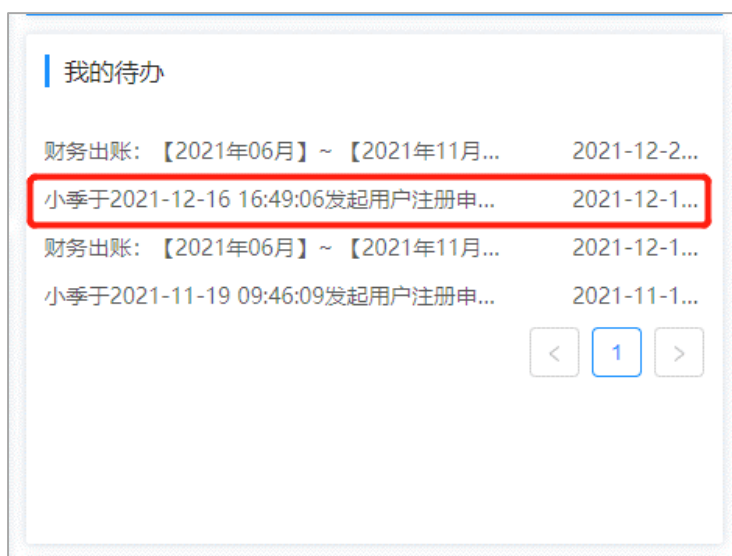 我的待办
财务出账：【2021年06月】~【2021年11月... 2021-12-2...
小季于2021-12-16 16:49:06发起用户注册申... 2021-12-1...
财务出账：【2021年06月】~【2021年11月... 2021-12-1...
小季于2021-11-19 09:46:09发起用户注册申... 2021-11-1...
< 1 >